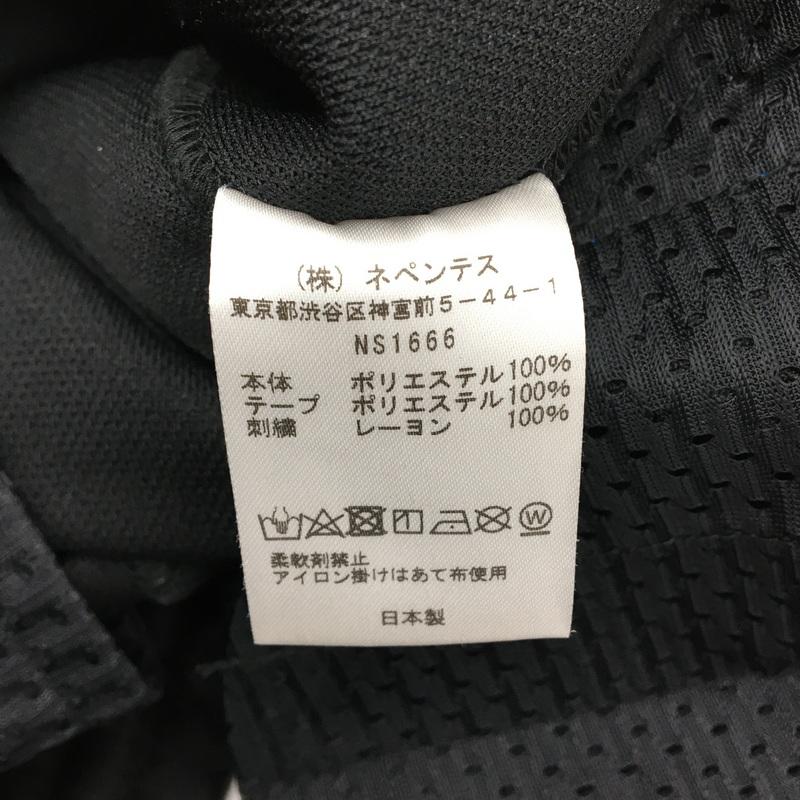 （株）ネペンテス
東京都渋谷区神宮前5-44-1
NS1666
本体 ポリエステル100%
テープ ポリエステル100%
刺繍 レーヨン 100%
W
柔軟剤禁止
アイロン掛けはあて布使用
日本製